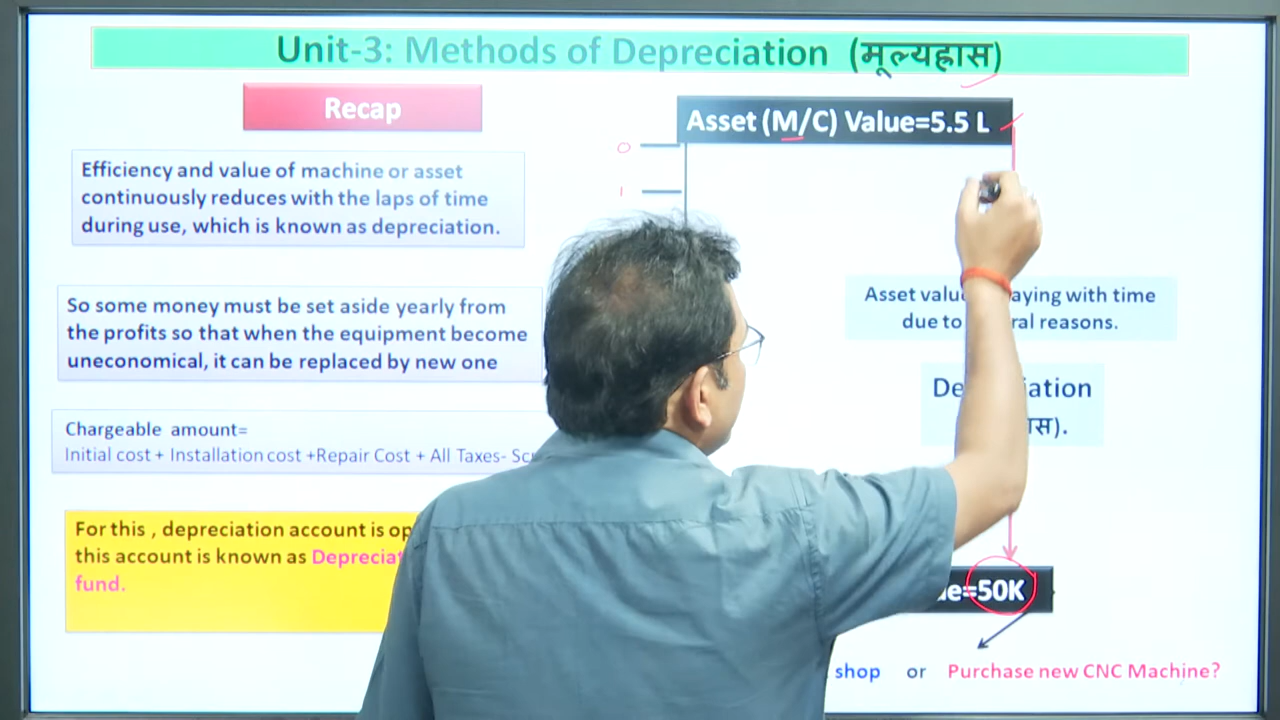 Unit-3: Methods of Depreciation (मूल्यह्रास)
Recap
Efficiency and value of machine or asset
continuously reduces with the laps of time
during use, which is known as depreciation.
So some money must be set aside yearly from
the profits so that when the equipment become
uneconomical, it can be replaced by new one
Chargeable amount=
Initial cost + Installation cost +Repair Cost + All Taxes-
For this , depreciation account is
this account is known as
fund.
Asset (M/C) Value=5.5 L
0
1
Asset with time
due to reasons.
=50K
shop or Purchase new CNC Machine?